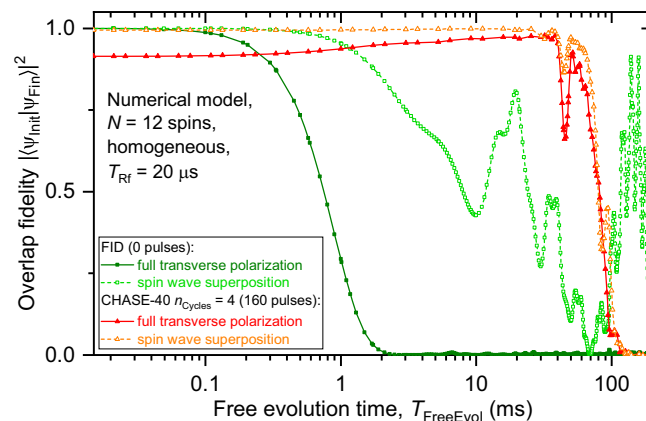 Overlap fidelity |⟨ψInit|ψFin⟩|²
1.0
0.5
0.0
Numerical model,
N = 12 spins,
homogeneous,
TRf = 20 μs
FID (0 pulses):
full transverse polarization
spin wave superposition
CHASE-40 nCycles = 4 (160 pulses):
full transverse polarization
spin wave superposition
0.1 1 10 100
Free evolution time, TFreeEvol (ms)